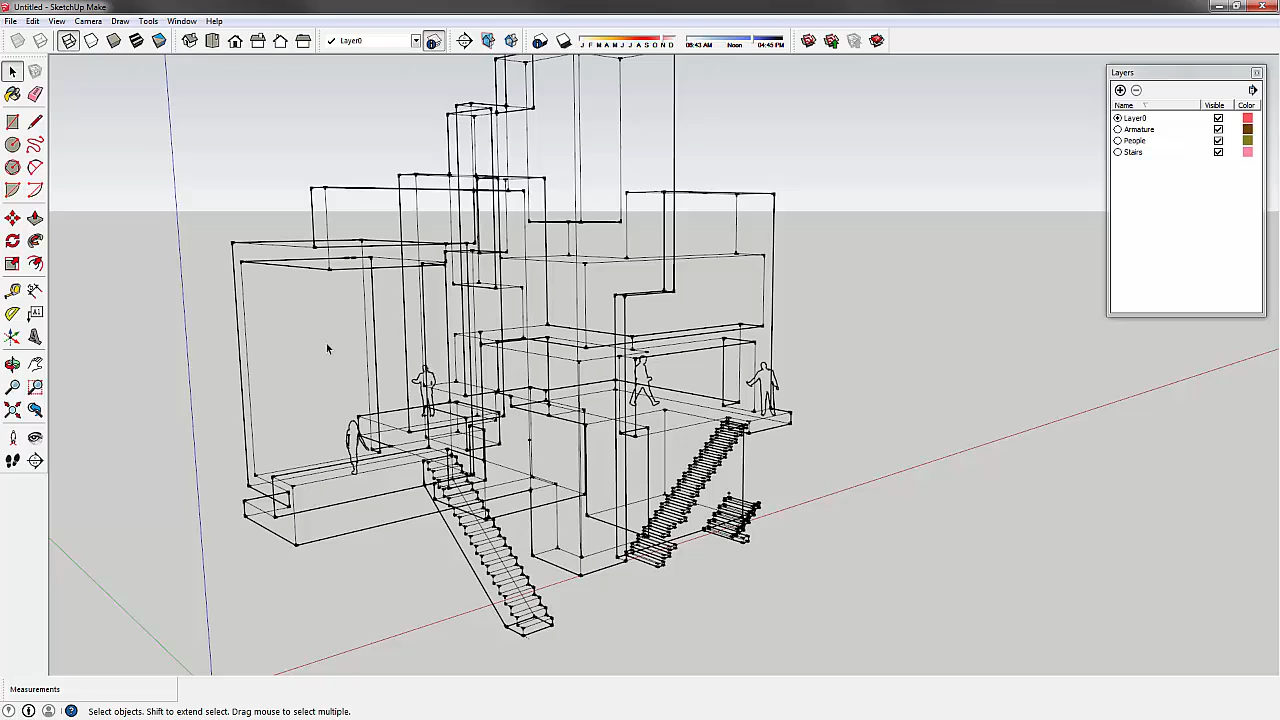 Untitled - SketchUp Make
File Edit View Camera Draw Tools Window Help
Layer0
J F M A M J J A S O N D
06:43 AM Noon 04:45 PM
Layers
Name Visible Color
Layer0
Armature
People
Stairs
A1
Measurements
Select objects. Shift to extend select. Drag mouse to select multiple.